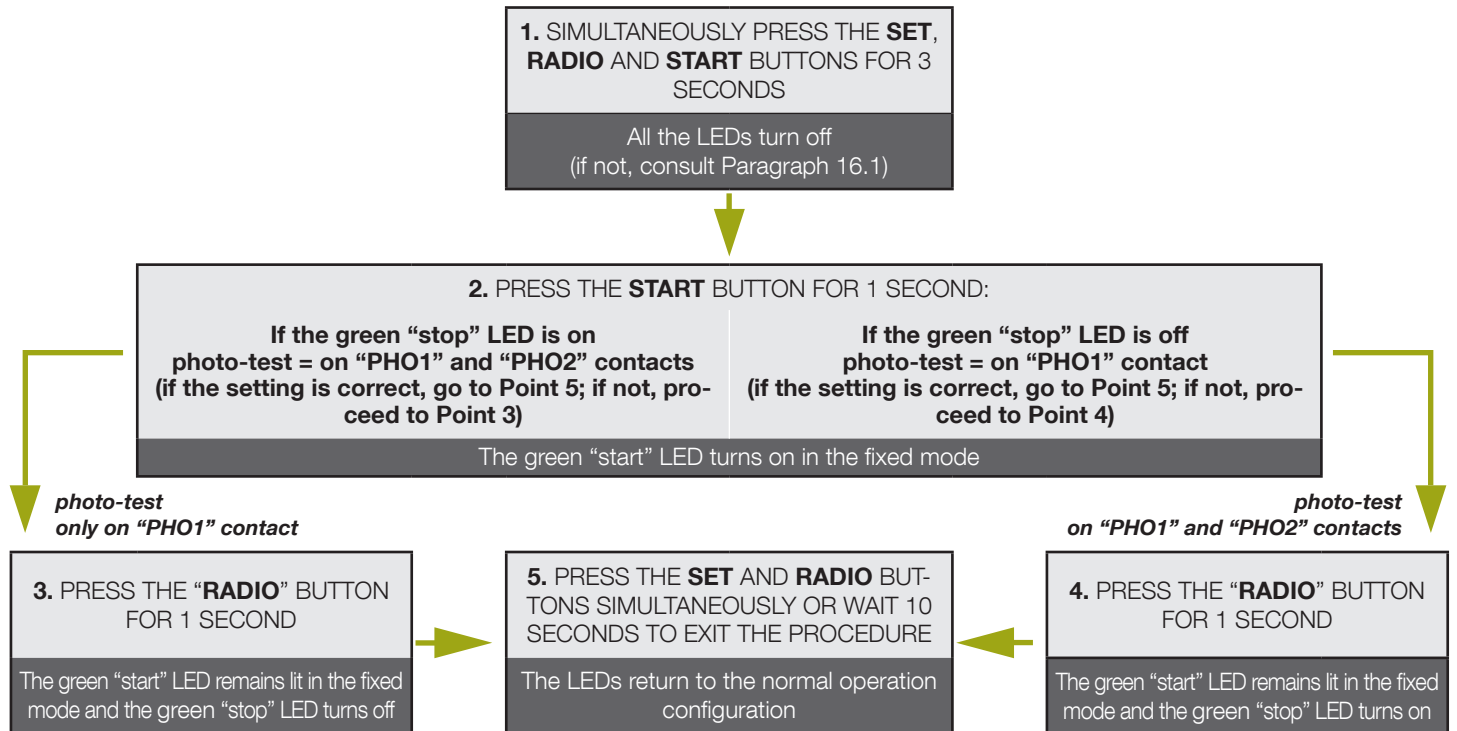 1. SIMULTANEOUSLY PRESS THE SET,
RADIO AND START BUTTONS FOR 3
SECONDS
All the LEDs turn off
(if not, consult Paragraph 16.1)
2. PRESS THE START BUTTON FOR 1 SECOND:
If the green “stop” LED is on
photo-test = on “PHO1” and “PHO2” contacts
(if the setting is correct, go to Point 5; if not, pro-
ceed to Point 3)
If the green “stop” LED is off
photo-test = on “PHO1” contact
(if the setting is correct, go to Point 5; if not, pro-
ceed to Point 4)
The green “start” LED turns on in the fixed mode
photo-test
only on “PHO1” contact
photo-test
on “PHO1” and “PHO2” contacts
3. PRESS THE “RADIO” BUTTON
FOR 1 SECOND
The green “start” LED remains lit in the fixed
mode and the green “stop” LED turns off
5. PRESS THE SET AND RADIO BUT-
TONS SIMULTANEOUSLY OR WAIT 10
SECONDS TO EXIT THE PROCEDURE
The LEDs return to the normal operation
configuration
4. PRESS THE “RADIO” BUTTON
FOR 1 SECOND
The green “start” LED remains lit in the fixed
mode and the green “stop” LED turns on